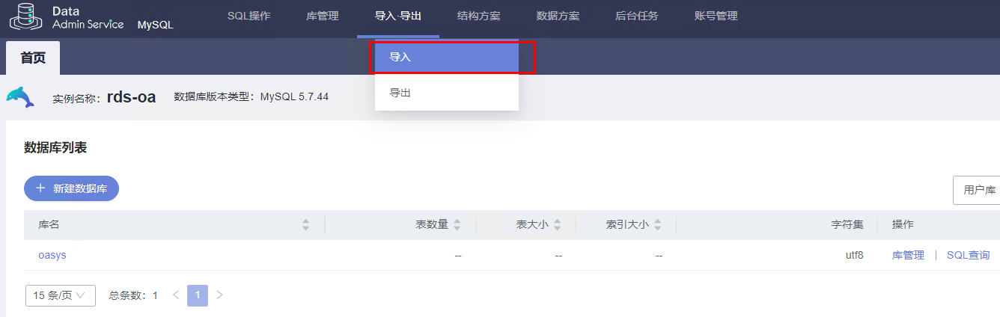 Data
Admin Service MySQL SQL操作 库管理 导入·导出 结构方案 数据方案 后台任务 账号管理
首页 导入
导出
实例名称：rds-oa 数据库版本类型：MySQL 5.7.44
数据库列表
＋ 新建数据库 用户库
库名 表数量 表大小 索引大小 字符集 操作
oasys -- -- -- utf8 库管理 | SQL查询
15 条/页 总条数：1 < 1 >